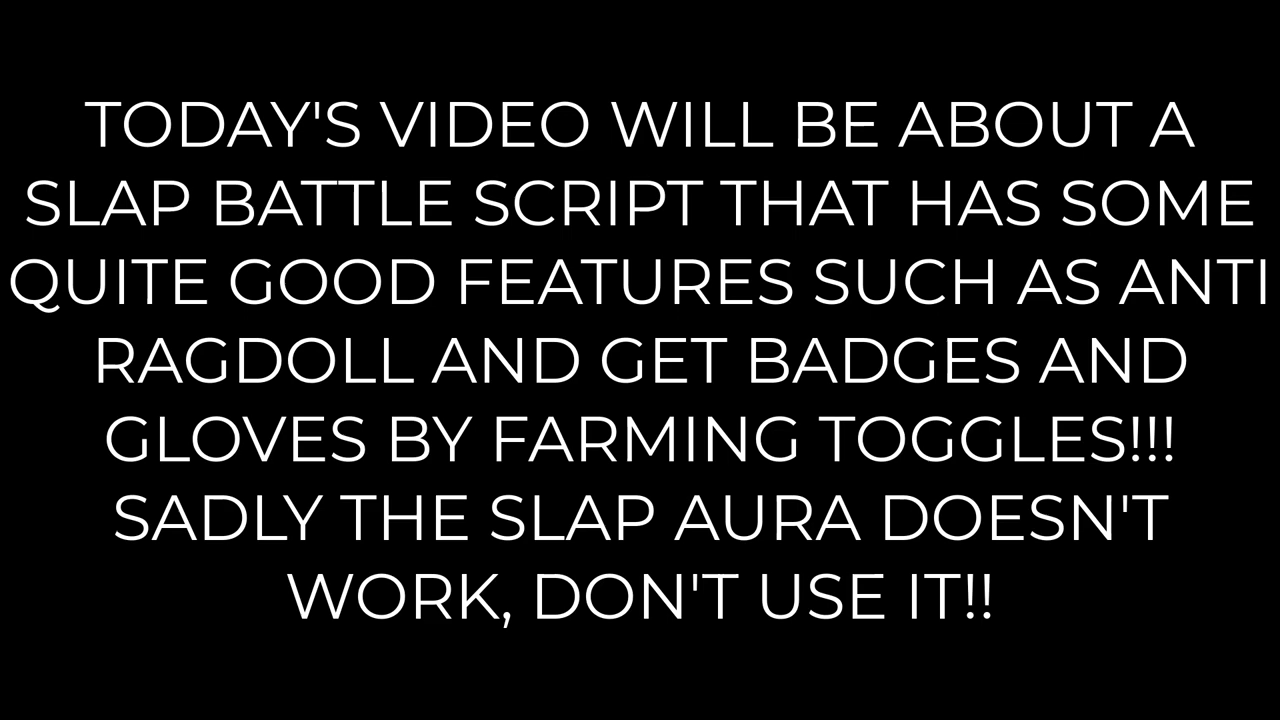 TODAY'S VIDEO WILL BE ABOUT A
SLAP BATTLE SCRIPT THAT HAS SOME
QUITE GOOD FEATURES SUCH AS ANTI
RAGDOLL AND GET BADGES AND
GLOVES BY FARMING TOGGLES!!!
SADLY THE SLAP AURA DOESN'T
WORK, DON'T USE IT!!